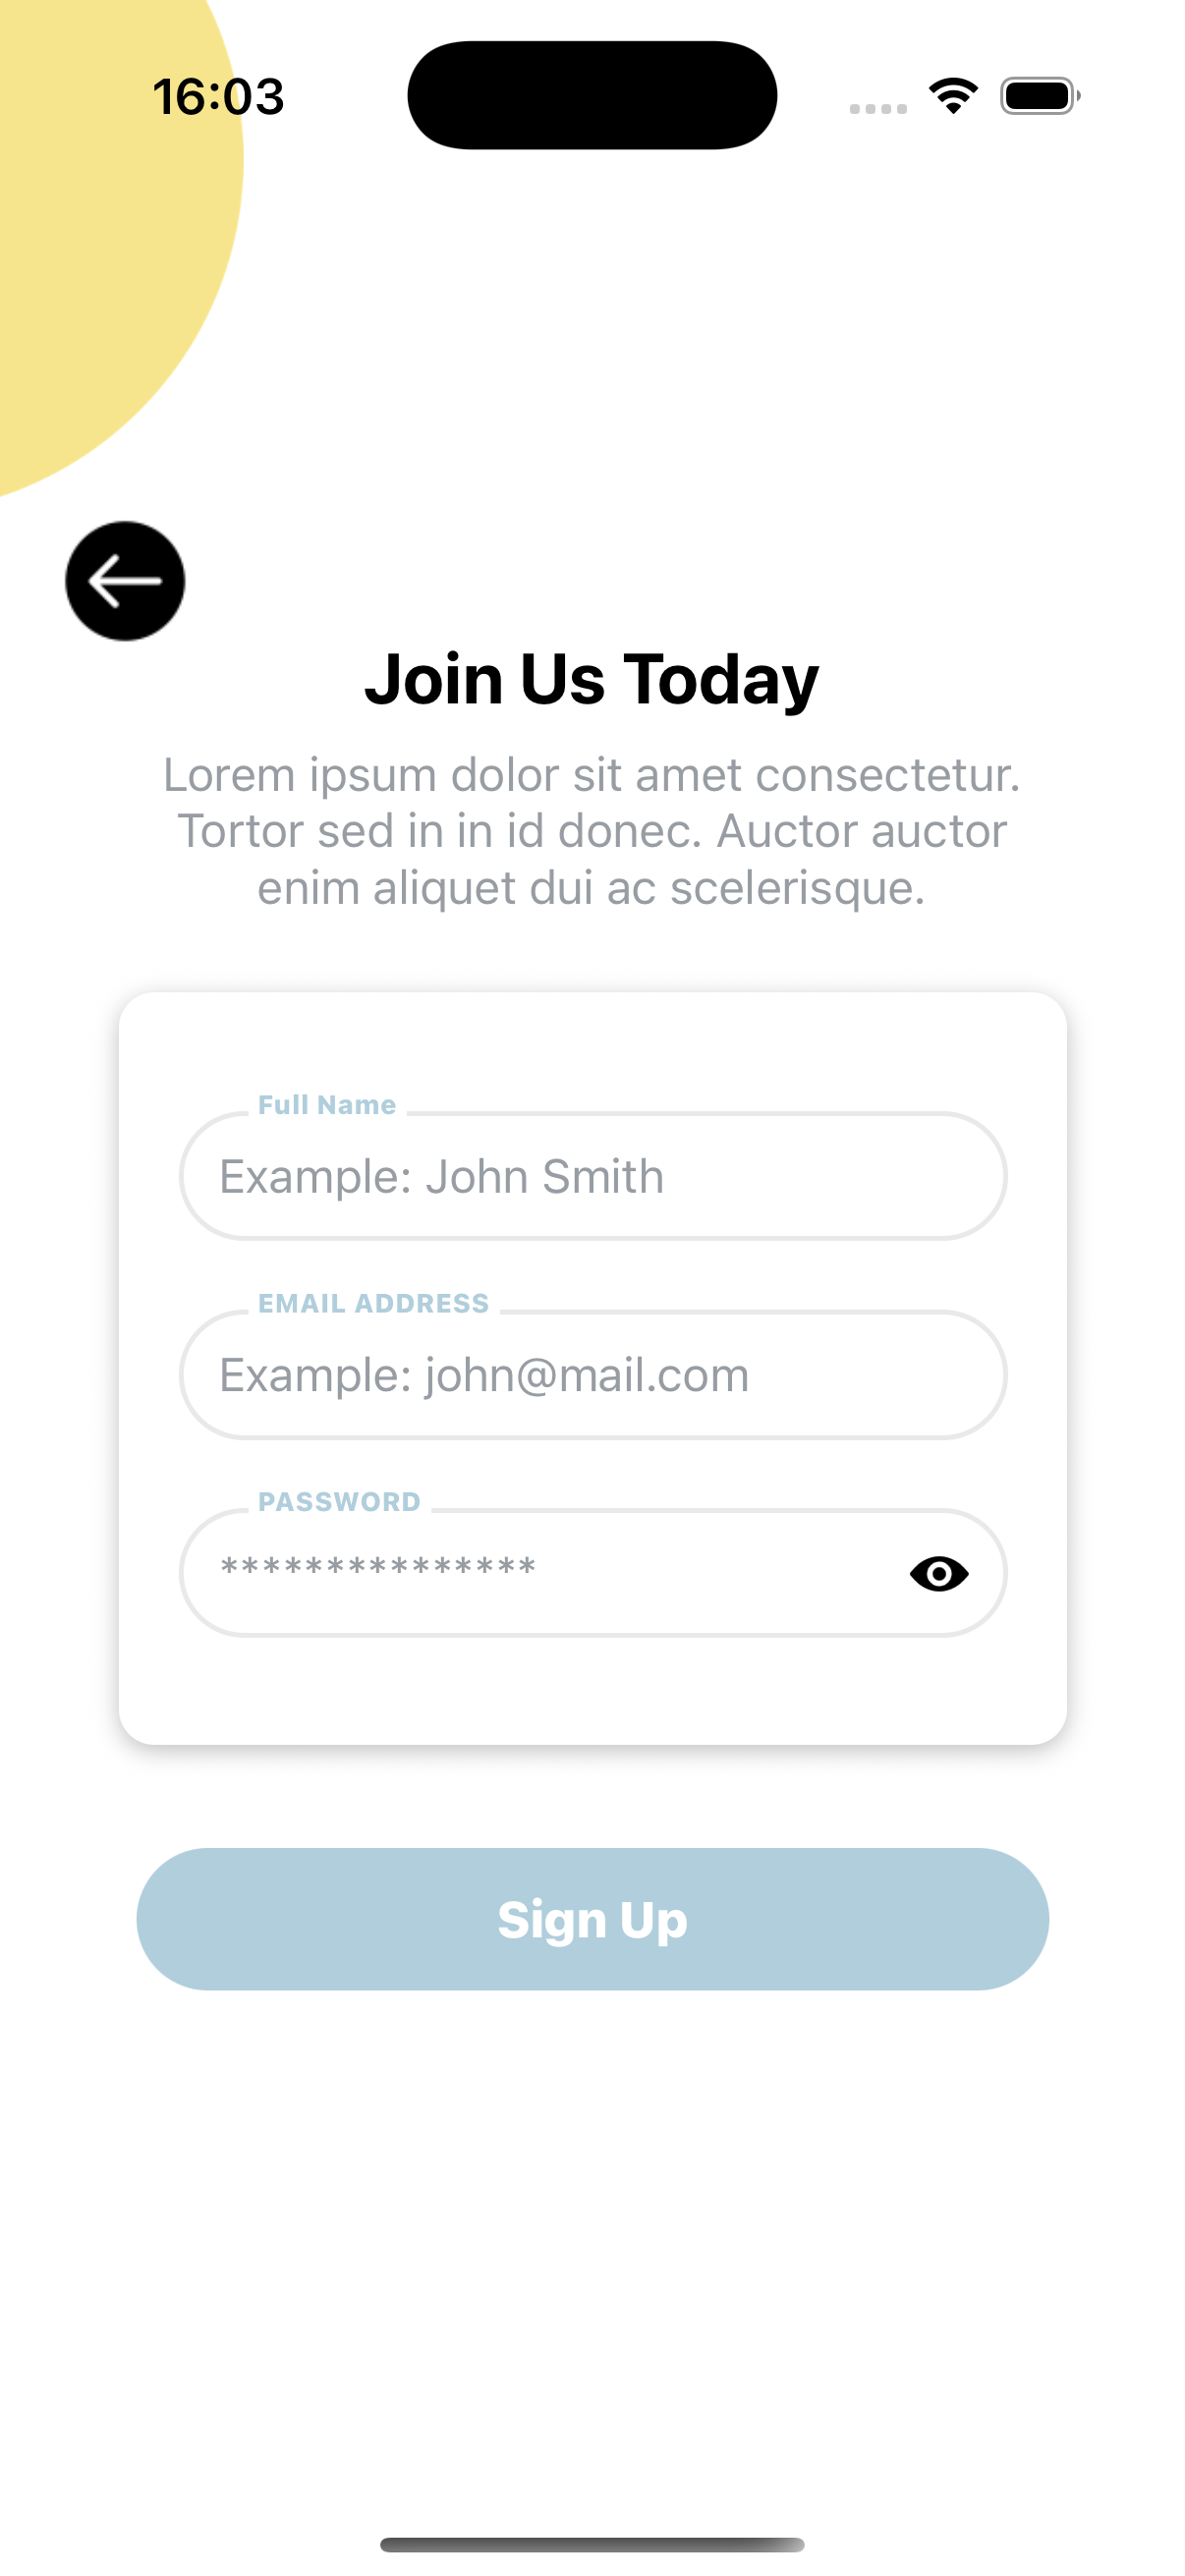 16:03
Join Us Today
Lorem ipsum dolor sit amet consectetur.
Tortor sed in in id donec. Auctor auctor
enim aliquet dui ac scelerisque.
Full Name
Example: John Smith
EMAIL ADDRESS
Example: john@mail.com
PASSWORD
***************
Sign Up